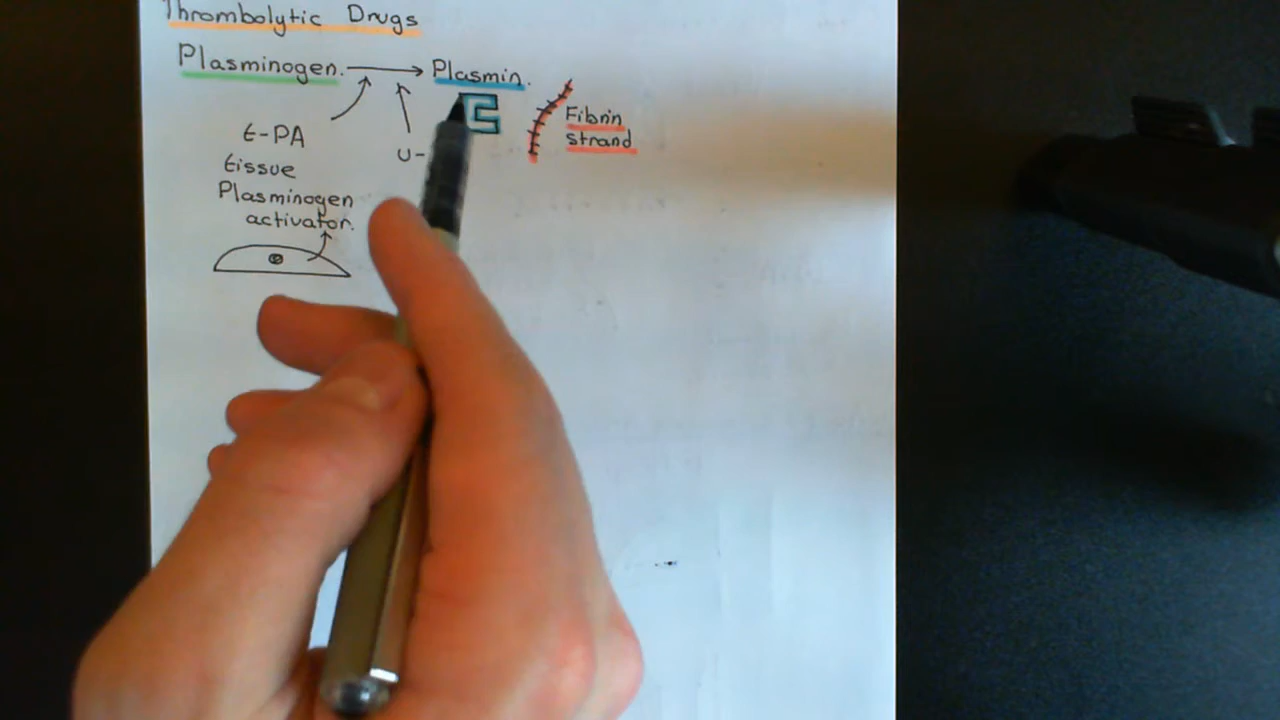 Thrombolytic Drugs
Plasminogen. → Plasmin.
Fibrin
strand
t-PA
U-
tissue
Plasminogen
activator.